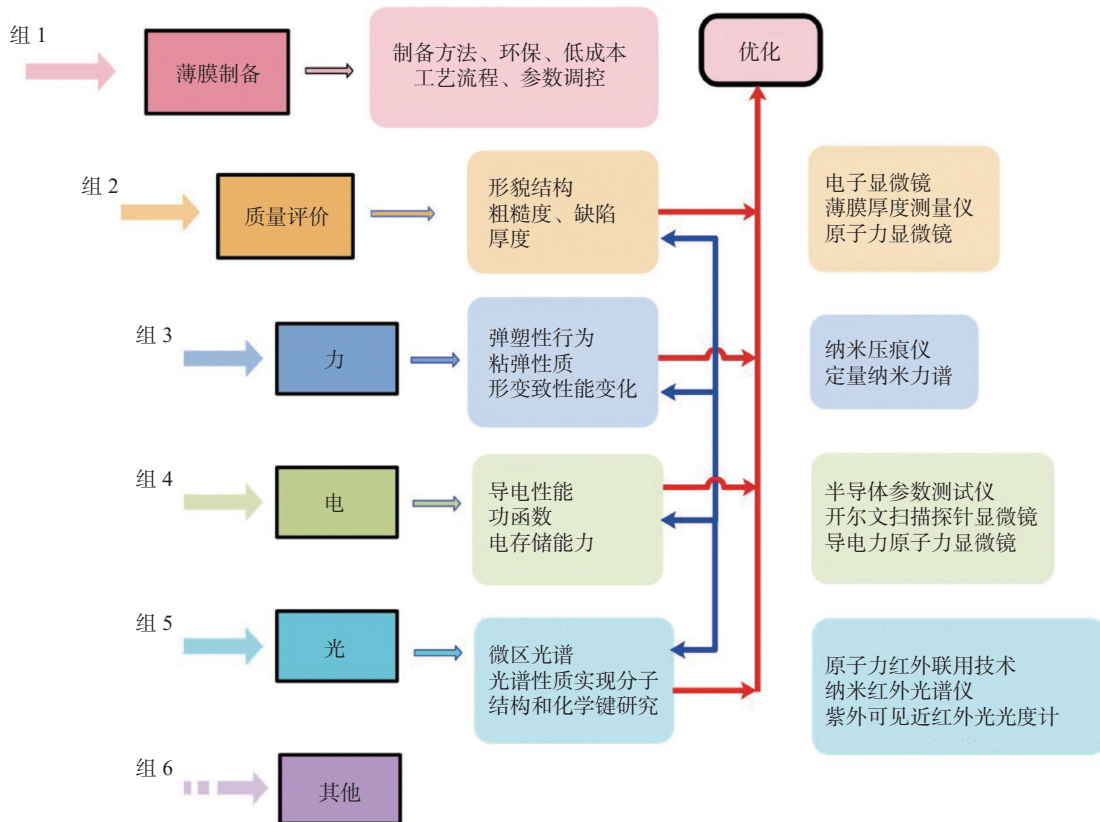 组 1
薄膜制备
制备方法、环保、低成本
工艺流程、参数调控
优化
组 2
质量评价
形貌结构
粗糙度、缺陷
厚度
电子显微镜
薄膜厚度测量仪
原子力显微镜
组 3
力
弹塑性行为
粘弹性质
形变致性能变化
纳米压痕仪
定量纳米力谱
组 4
电
导电性能
功函数
电存储能力
半导体参数测试仪
开尔文扫描探针显微镜
导电力原子力显微镜
组 5
光
微区光谱
光谱性质实现分子
结构和化学键研究
原子力红外联用技术
纳米红外光谱仪
紫外可见近红外光光度计
组 6
其他